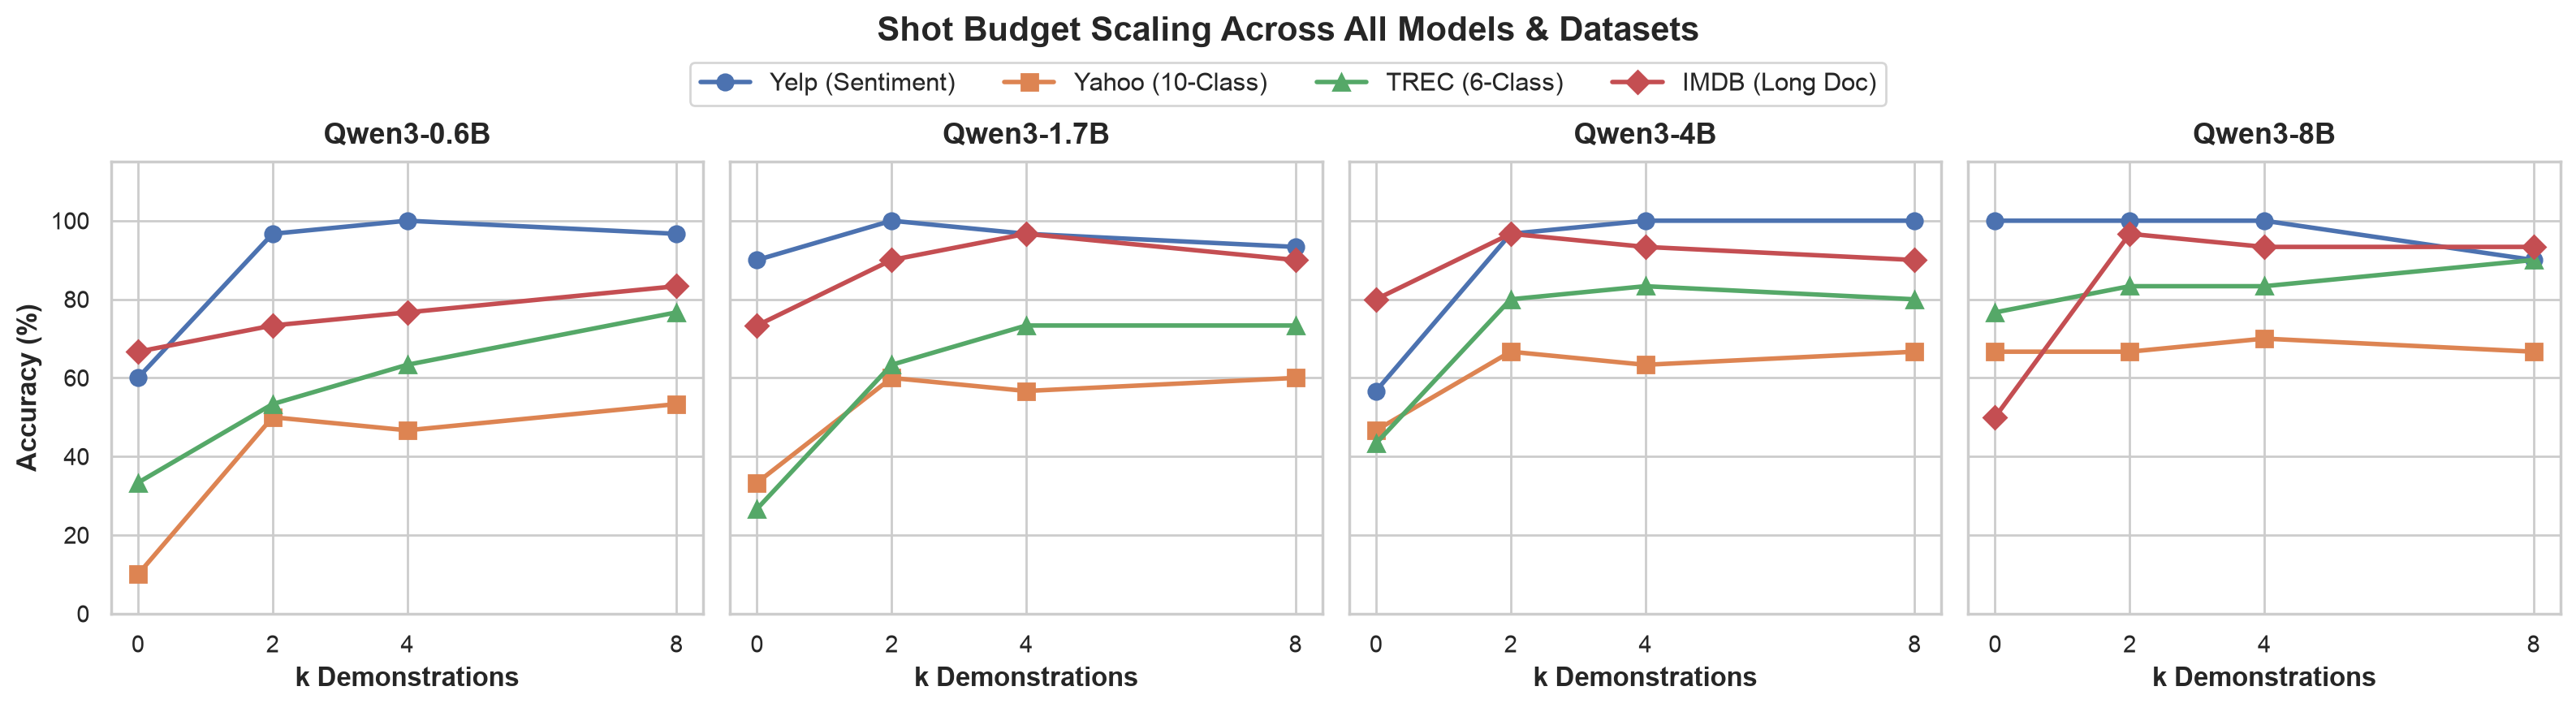 Shot Budget Scaling Across All Models & Datasets
Yelp (Sentiment) Yahoo (10-Class) TREC (6-Class) IMDB (Long Doc)
Qwen3-0.6B Qwen3-1.7B Qwen3-4B Qwen3-8B
Accuracy (%)
100
80
60
40
20
0
0 2 4 8 0 2 4 8 0 2 4 8 0 2 4 8
k Demonstrations k Demonstrations k Demonstrations k Demonstrations